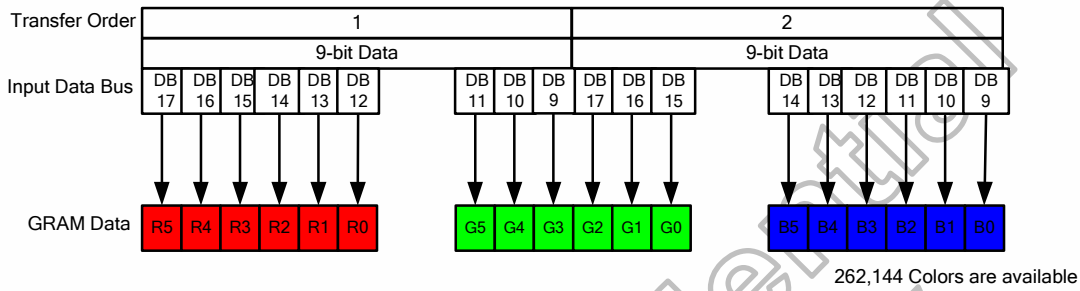 Transfer Order 1 2
9-bit Data 9-bit Data
Input Data Bus DB 17 DB 16 DB 15 DB 14 DB 13 DB 12 DB 11 DB 10 DB 9 DB 17 DB 16 DB 15 DB 14 DB 13 DB 12 DB 11 DB 10 DB 9
GRAM Data R5 R4 R3 R2 R1 R0 G5 G4 G3 G2 G1 G0 B5 B4 B3 B2 B1 B0
262,144 Colors are available